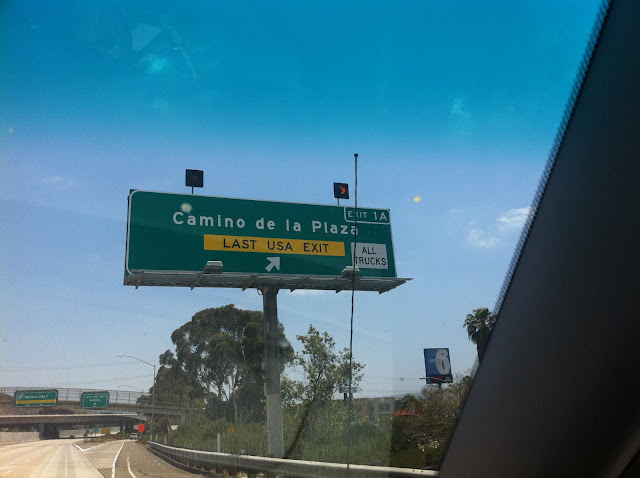 EXIT 1A
Camino de la Plaza
LAST USA EXIT
ALL
TRUCKS
6